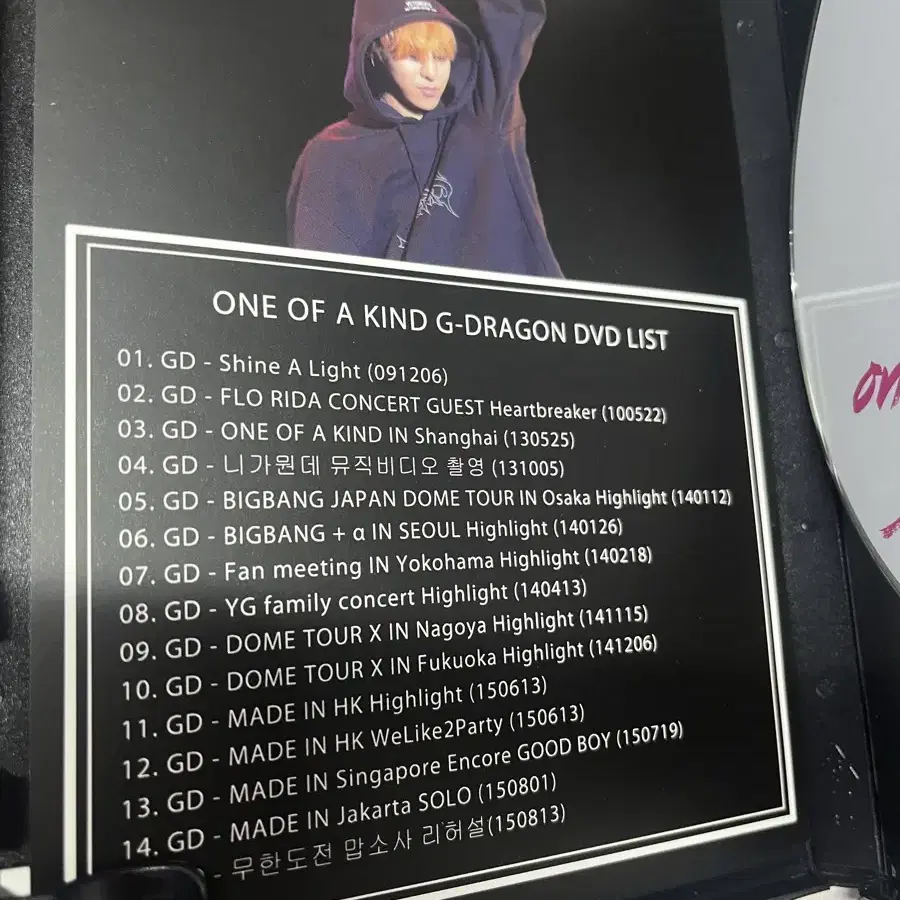 ONE OF A KIND G-DRAGON DVD LIST
01. GD - Shine A Light (091206)
02. GD - FLO RIDA CONCERT GUEST Heartbreaker (100522)
03. GD - ONE OF A KIND IN Shanghai (130525)
04. GD - 니가뭔데 뮤직비디오 촬영 (131005)
05. GD - BIGBANG JAPAN DOME TOUR IN Osaka Highlight (140112)
06. GD - BIGBANG + α IN SEOUL Highlight (140126)
07. GD - Fan meeting IN Yokohama Highlight (140218)
08. GD - YG family concert Highlight (140413)
09. GD - DOME TOUR X IN Nagoya Highlight (141115)
10. GD - DOME TOUR X IN Fukuoka Highlight (141206)
11. GD - MADE IN HK Highlight (150613)
12. GD - MADE IN HK WeLike2Party (150613)
13. GD - MADE IN Singapore Encore GOOD BOY (150719)
14. GD - MADE IN Jakarta SOLO (150801)
- 무한도전 맙소사 리허설(150813)